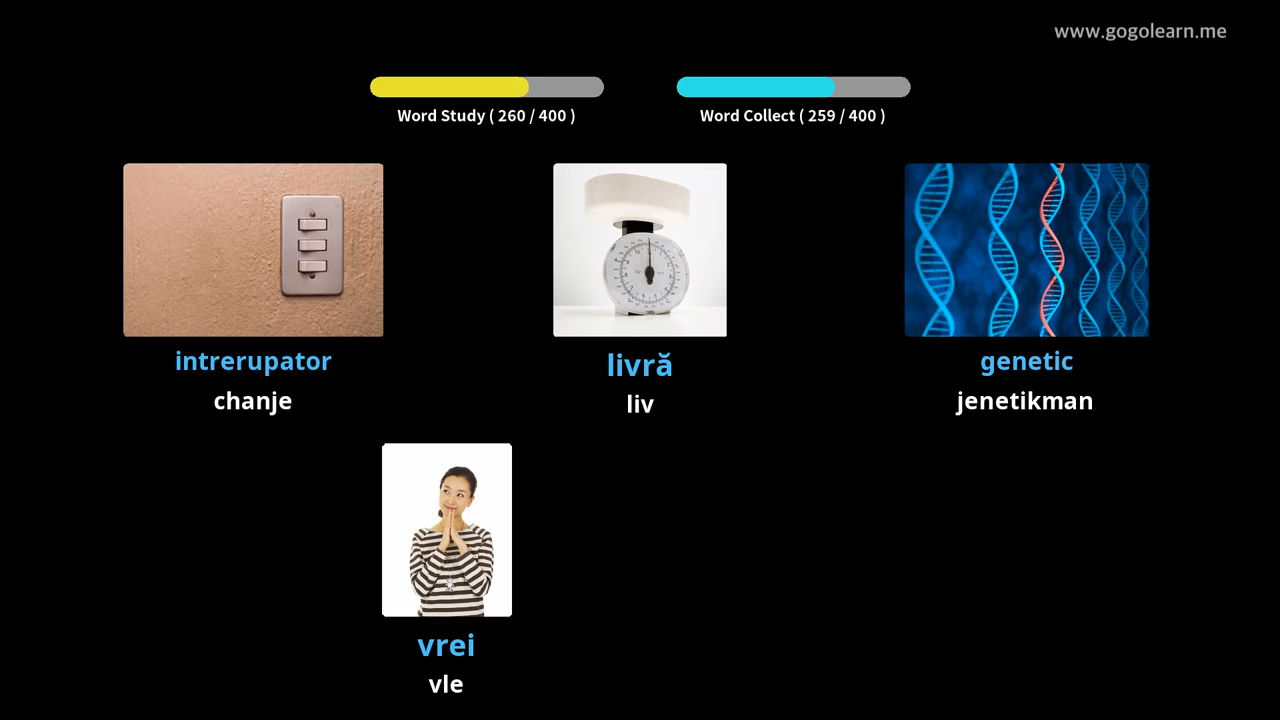 www.gogolearn.me
Word Study ( 260 / 400 )
Word Collect ( 259 / 400 )
intrerupator
chanje
livră
liv
genetic
jenetikman
vrei
vle